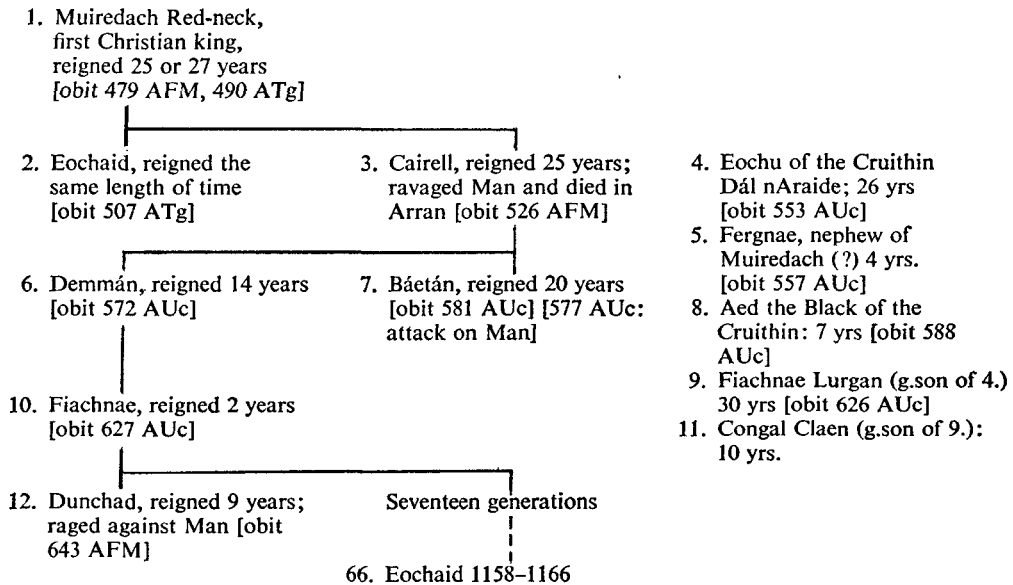 1. Muiredach Red-neck,
first Christian king,
reigned 25 or 27 years
[obit 479 AFM, 490 ATg]
2. Eochaid, reigned the
same length of time
[obit 507 ATg]
3. Cairell, reigned 25 years;
ravaged Man and died in
Arran [obit 526 AFM]
4. Eochu of the Cruithin
Dál nAraide; 26 yrs
[obit 553 AUc]
5. Fergnae, nephew of
Muiredach (?) 4 yrs.
[obit 557 AUc]
6. Demmán, reigned 14 years
[obit 572 AUc]
7. Báetán, reigned 20 years
[obit 581 AUc] [577 AUc:
attack on Man]
8. Aed the Black of the
Cruithin: 7 yrs [obit 588
AUc]
9. Fiachnae Lurgan (g.son of 4.)
30 yrs [obit 626 AUc]
10. Fiachnae, reigned 2 years
[obit 627 AUc]
11. Congal Claen (g.son of 9.):
10 yrs.
12. Dunchad, reigned 9 years;
raged against Man [obit
643 AFM]
Seventeen generations
66. Eochaid 1158–1166